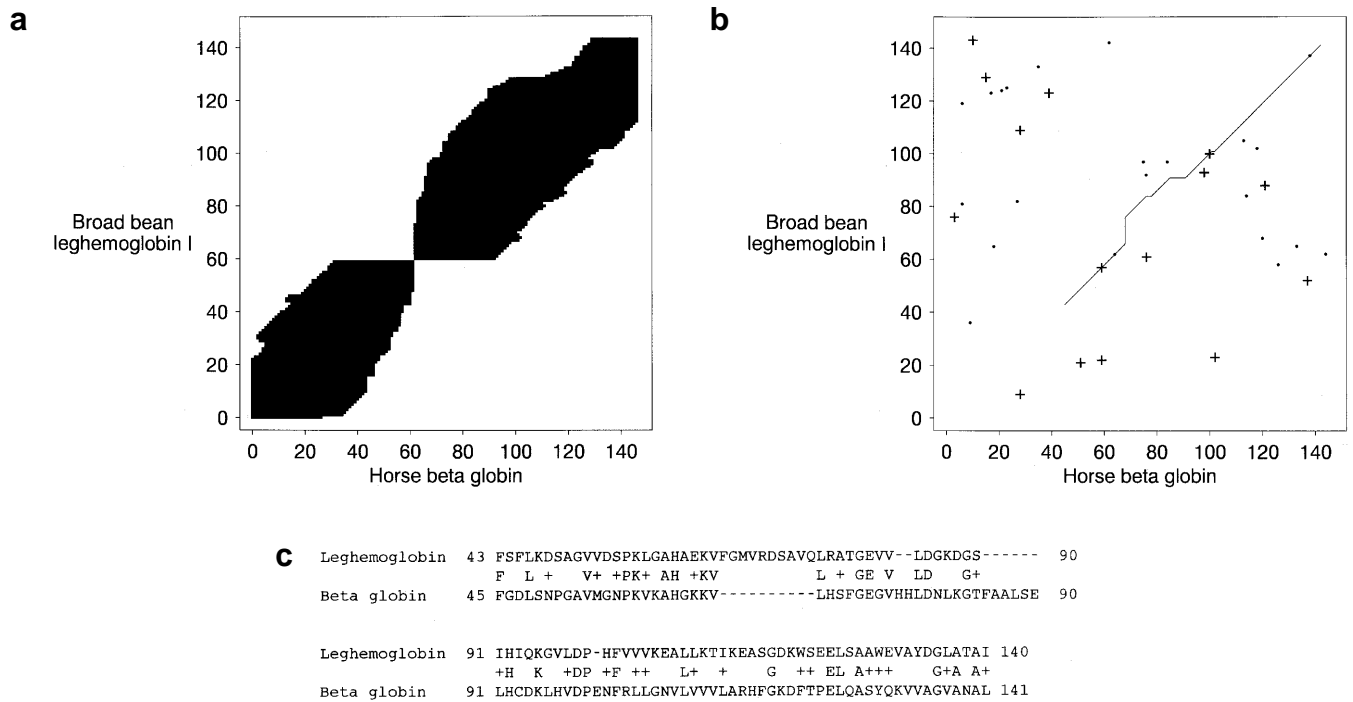 a
b
140
120
100
80
60
40
20
0
Broad bean
leghemoglobin I
0 20 40 60 80 100 120 140
Horse beta globin
140
120
100
80
60
40
20
0
Broad bean
leghemoglobin I
0 20 40 60 80 100 120 140
Horse beta globin
c
Leghemoglobin 43 FSFLKDSAGVVDSPKLGAHAEKVFGMVRDSAVQLRATGEVV--LDGKDGS------ 90
F L + V+ +PK+ AH +KV L + GE V LD G+
Beta globin 45 FGDLSNPGAVMGNPKVKAHGKKV----------LHSFGEGVHHLDNLKGTFAALSE 90
Leghemoglobin 91 IHIQKGVLDP-HFVVVKEALLKTIKEASGDKWSEELSAAWEVAYDGLATAI 140
+H K +DP +F ++ L+ + G ++ EL A+++ G+A A+
Beta globin 91 LHCDKLHVDPENFRLLGNVLVVVLARHFGKDFTPELQASYQKVVAGVANAL 141